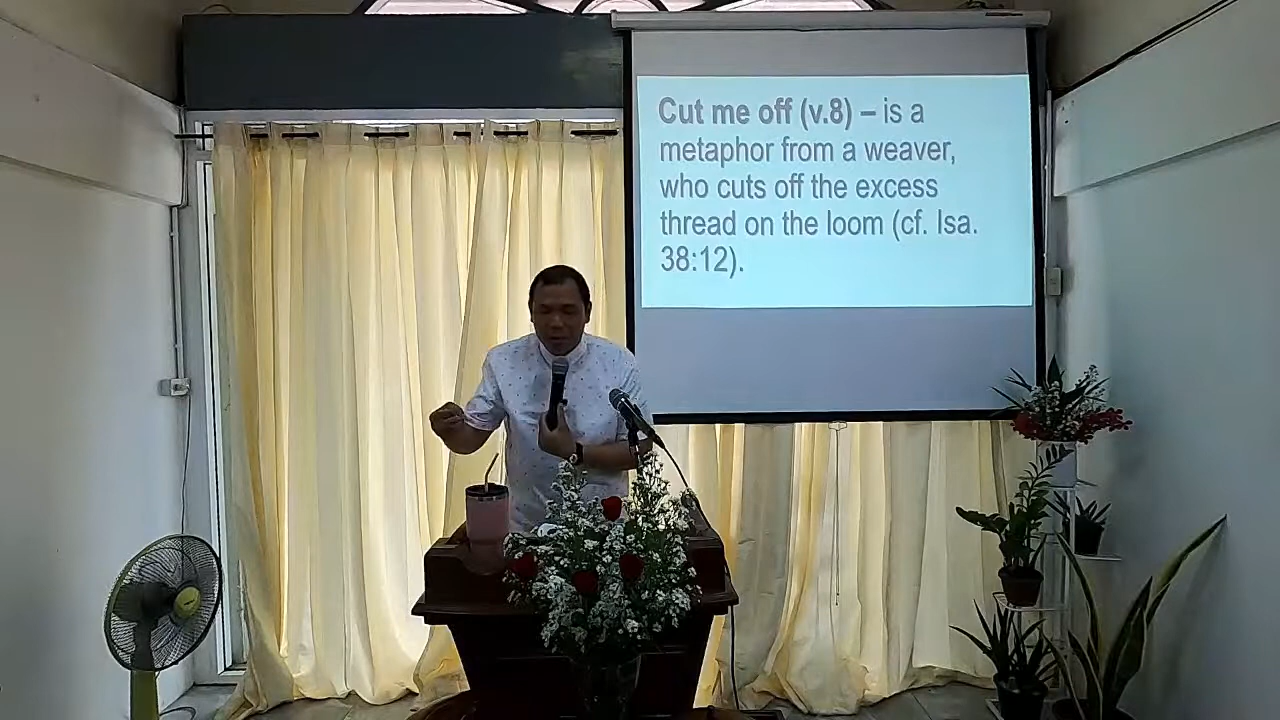 Cut me off (v.8) – is a
metaphor from a weaver,
who cuts off the excess
thread on the loom (cf. Isa.
38:12).